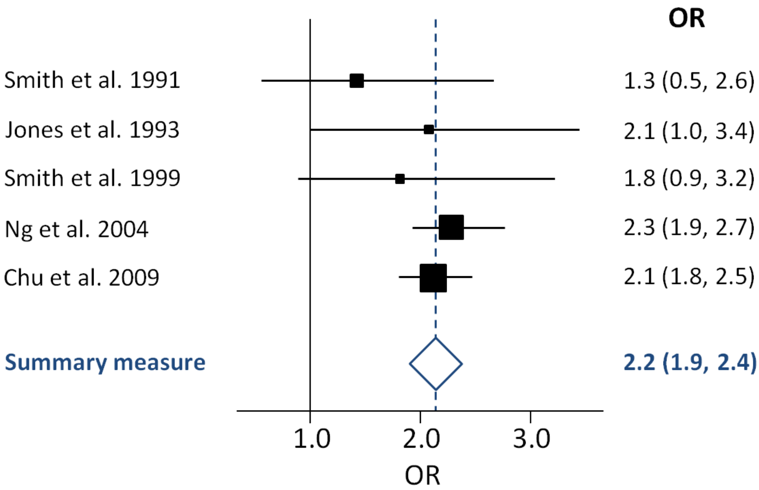 OR
Smith et al. 1991 1.3 (0.5, 2.6)
Jones et al. 1993 2.1 (1.0, 3.4)
Smith et al. 1999 1.8 (0.9, 3.2)
Ng et al. 2004 2.3 (1.9, 2.7)
Chu et al. 2009 2.1 (1.8, 2.5)
Summary measure 2.2 (1.9, 2.4)
1.0 2.0 3.0
OR